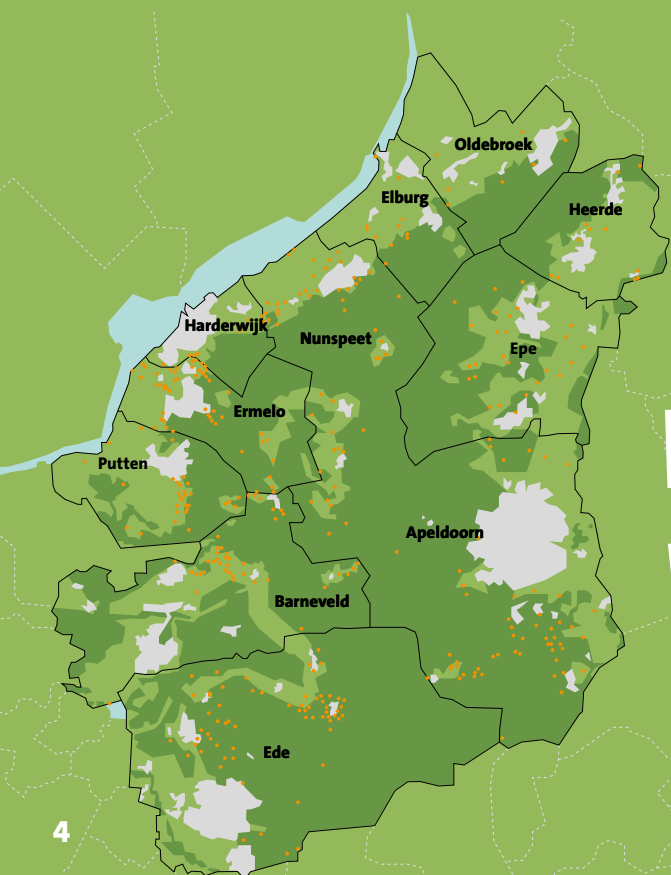 Oldebroek
Elburg
Heerde
Harderwijk
Nunspeet
Epe
Ermelo
Putten
Apeldoorn
Barneveld
Ede
4